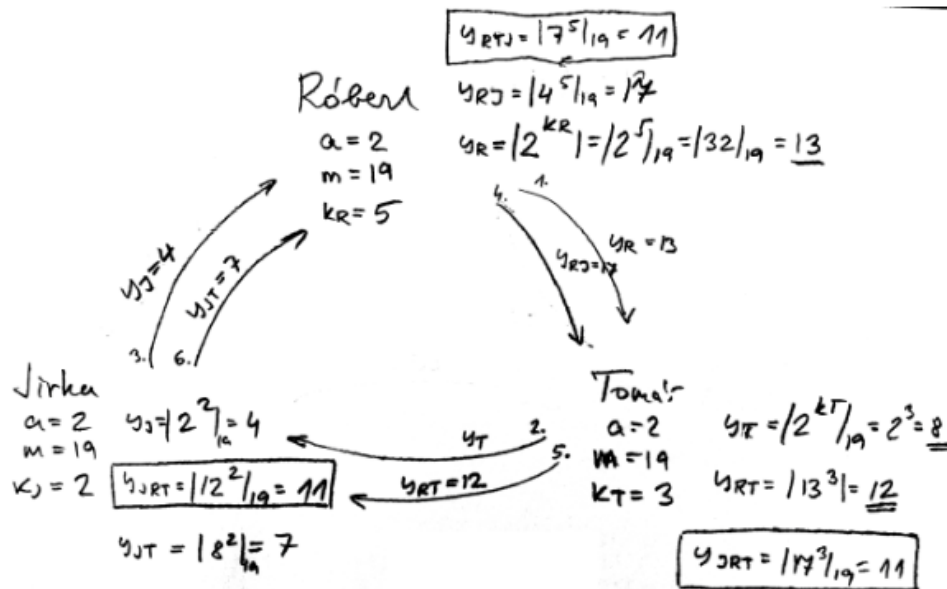 y_RTJ = |7^5|_19 = 11
Róbert
y_RJ = |4^5|_19 = 17
a = 2
y_R = |2^kR| = |2^5|_19 = |32|_19 = 13
m = 19
k_R = 5
4.
1.
y_J = 4
y_JT = 7
y_R = 13
y_RJ = 17
3.
6.
Jirka
a = 2
m = 19
k_J = 2
y_J = |2^2|_19 = 4
y_JRT = |12^2|_19 = 11
y_JT = |8^2|_19 = 7
y_T
2.
5.
y_RT = 12
Tomáš
a = 2
m = 19
k_T = 3
y_T = |2^kT|_19 = 2^3 = 8
y_RT = |13^3| = 12
y_JRT = |17^3|_19 = 11